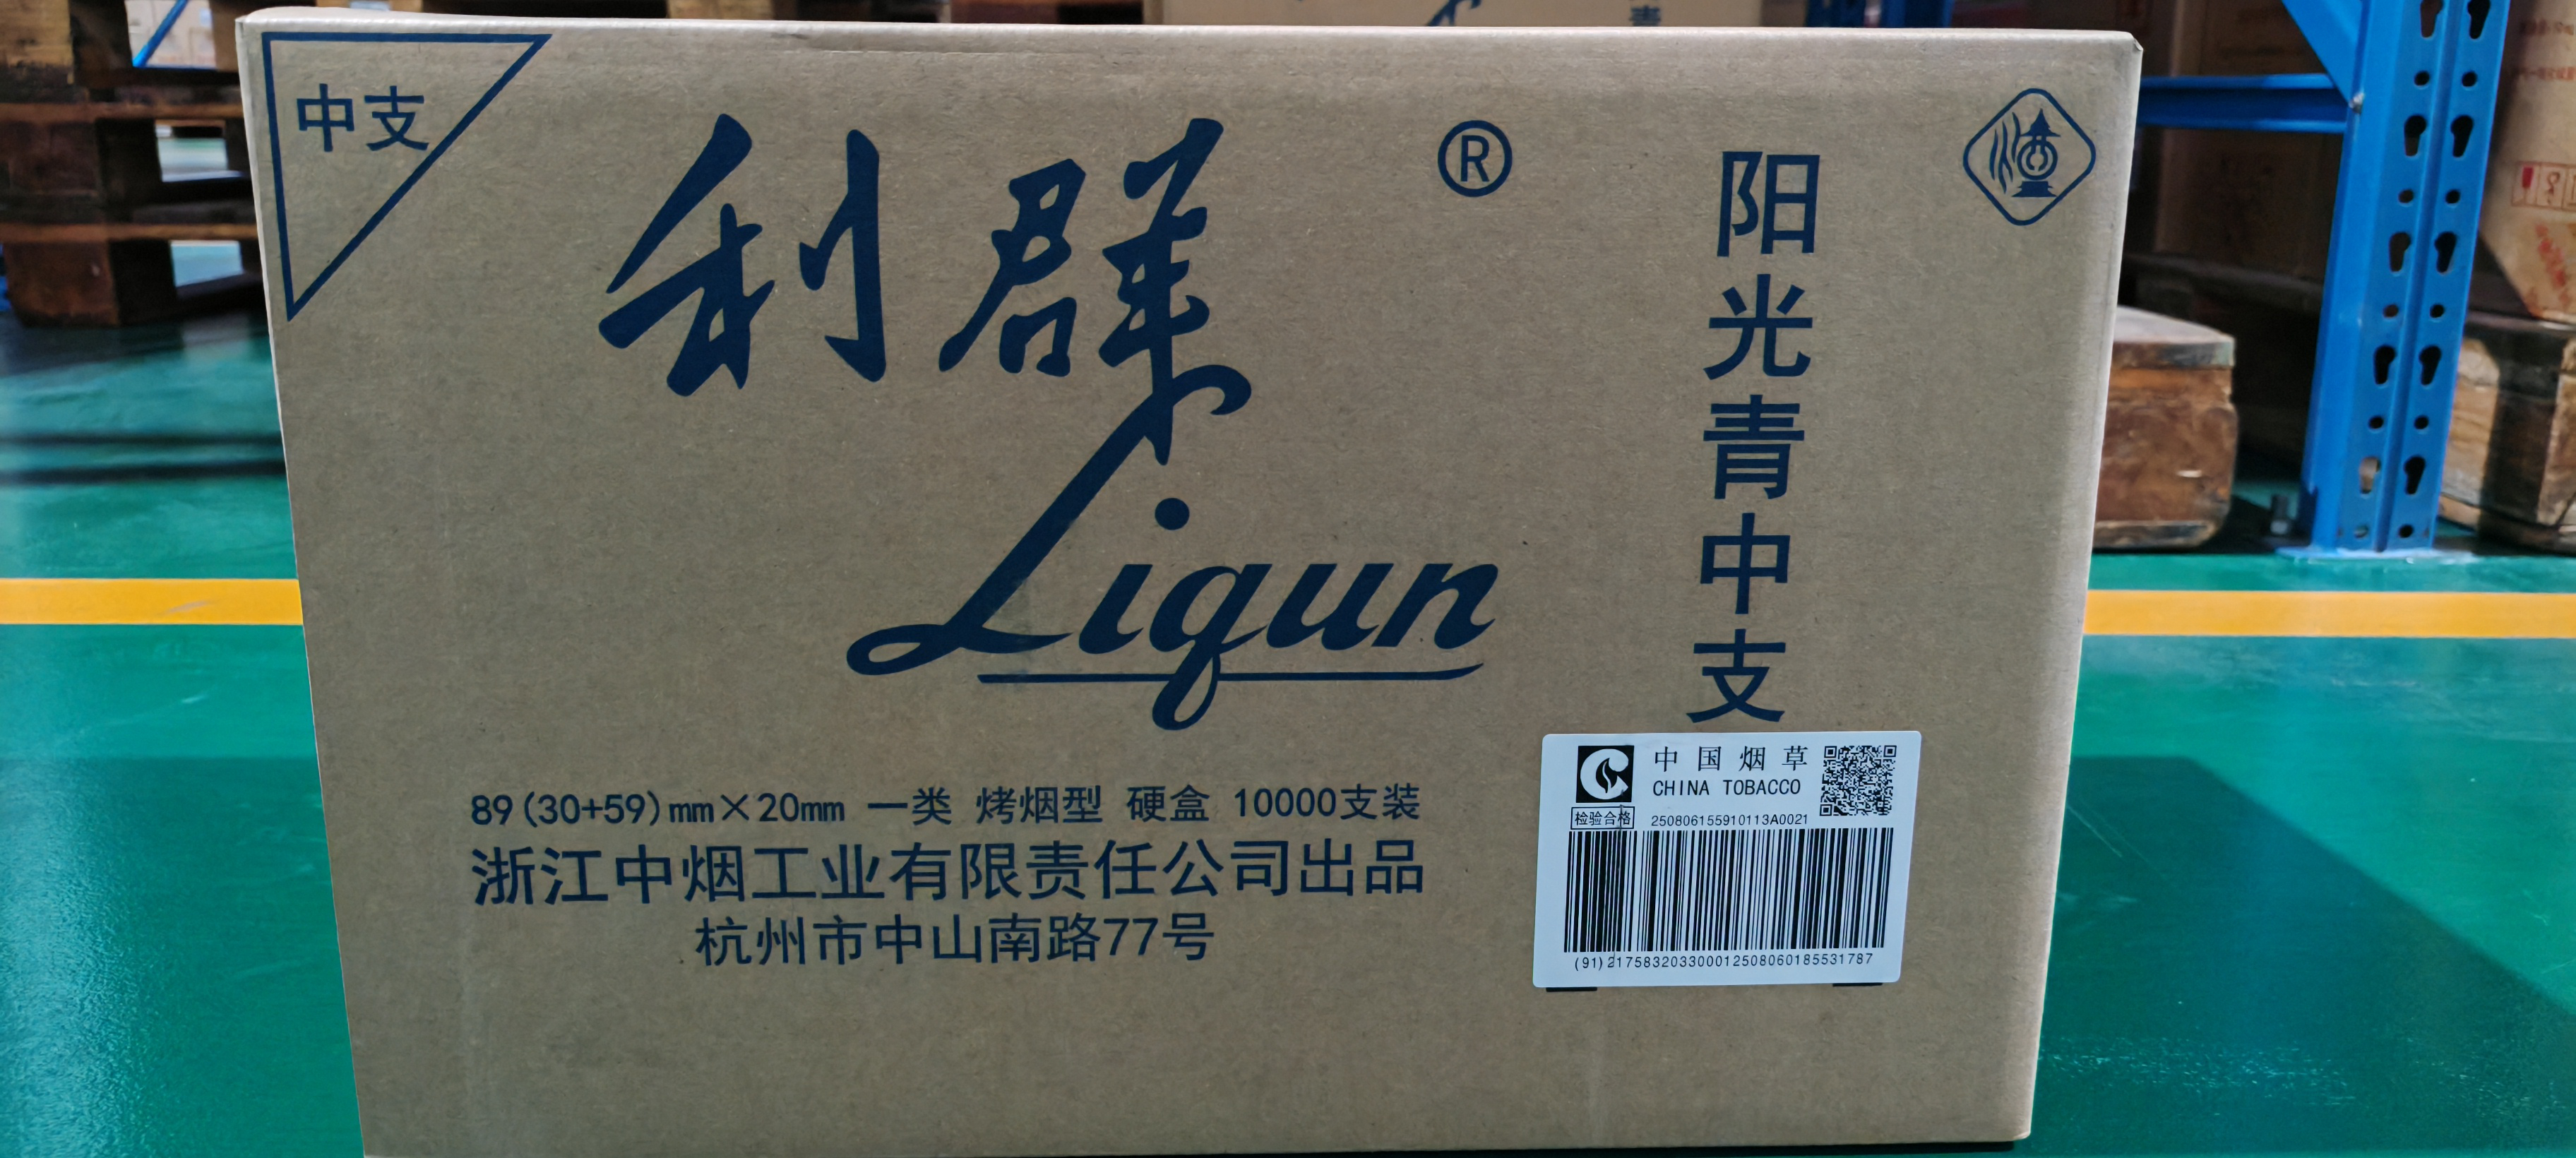 中支
利群
®
Liqun
阳光青中支
89(30+59)mm×20mm 一类 烤烟型 硬盒 10000支装
浙江中烟工业有限责任公司出品
杭州市中山南路77号
中国烟草
CHINA TOBACCO
检验合格
250806155910113A0021
(91)21758320330001250806018553​1787